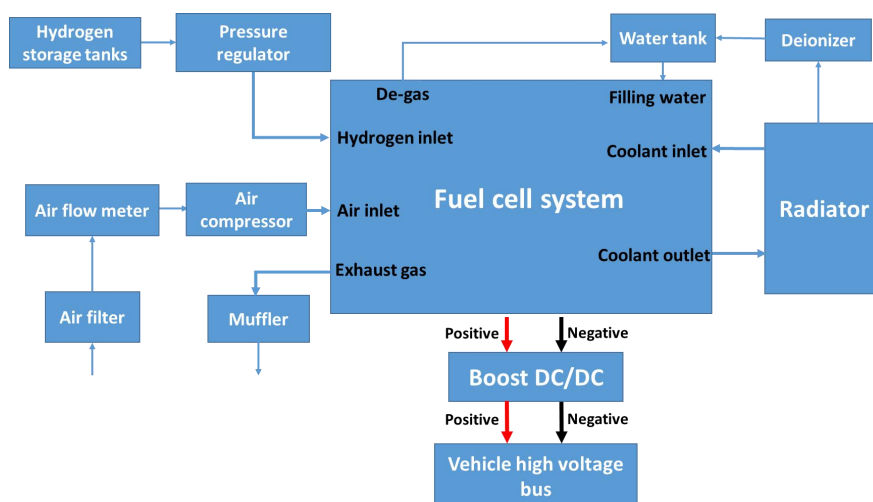 Hydrogen
storage tanks
Pressure
regulator
Water tank
Deionizer
De-gas
Filling water
Hydrogen inlet
Coolant inlet
Air flow meter
Air
compressor
Air inlet
Fuel cell system
Radiator
Exhaust gas
Coolant outlet
Air filter
Muffler
Positive
Negative
Boost DC/DC
Positive
Negative
Vehicle high voltage
bus